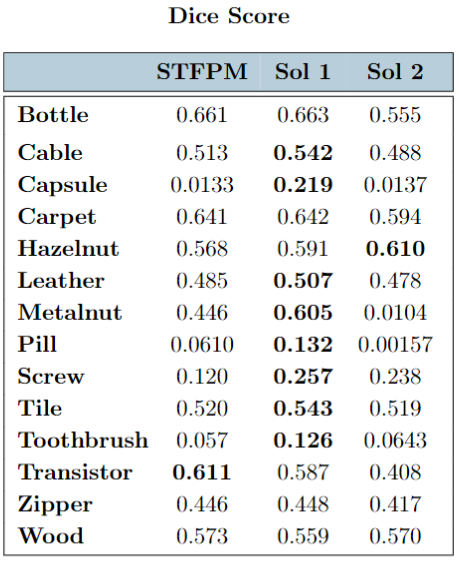 Dice Score
STFPM Sol 1 Sol 2
Bottle 0.661 0.663 0.555
Cable 0.513 0.542 0.488
Capsule 0.0133 0.219 0.0137
Carpet 0.641 0.642 0.594
Hazelnut 0.568 0.591 0.610
Leather 0.485 0.507 0.478
Metalnut 0.446 0.605 0.0104
Pill 0.0610 0.132 0.00157
Screw 0.120 0.257 0.238
Tile 0.520 0.543 0.519
Toothbrush 0.057 0.126 0.0643
Transistor 0.611 0.587 0.408
Zipper 0.446 0.448 0.417
Wood 0.573 0.559 0.570